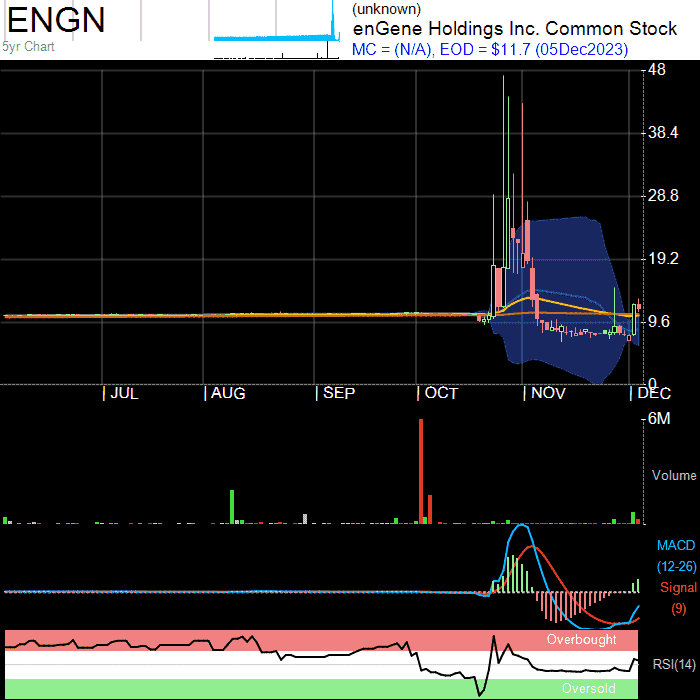 ENGN
5yr Chart
(unknown)
enGene Holdings Inc. Common Stock
MC = (N/A), EOD = $11.7 (05Dec2023)
48
38.4
28.8
19.2
9.6
0
JUL AUG SEP OCT NOV DEC
6M
Volume
MACD
(12-26)
Signal
(9)
Overbought
RSI(14)
Oversold